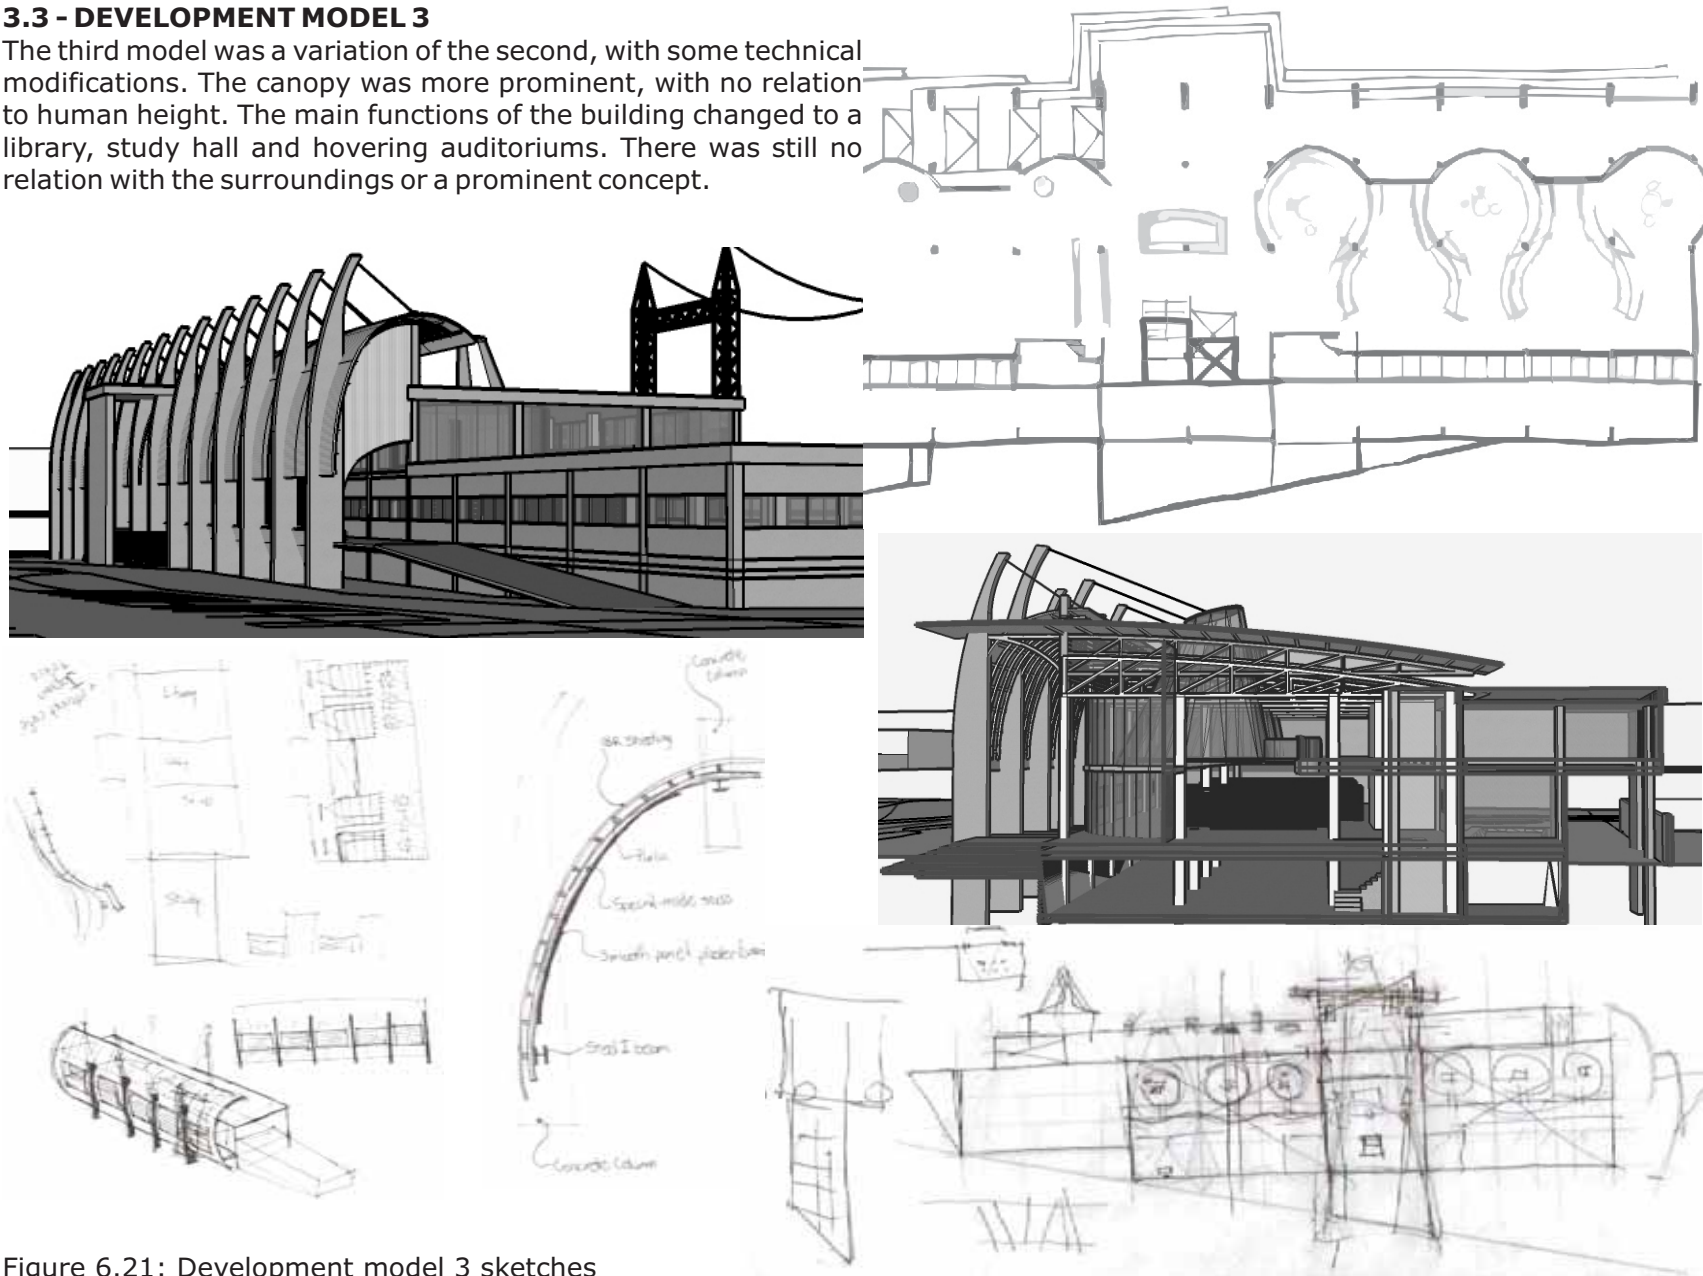 3.3 - DEVELOPMENT MODEL 3
The third model was a variation of the second, with some technical
modifications. The canopy was more prominent, with no relation
to human height. The main functions of the building changed to a
library, study hall and hovering auditoriums. There was still no
relation with the surroundings or a prominent concept.
Concrete
Column
IBR Sheeting
Steel I beam
Concrete Column
Study
Figure 6.21: Development model 3 sketches